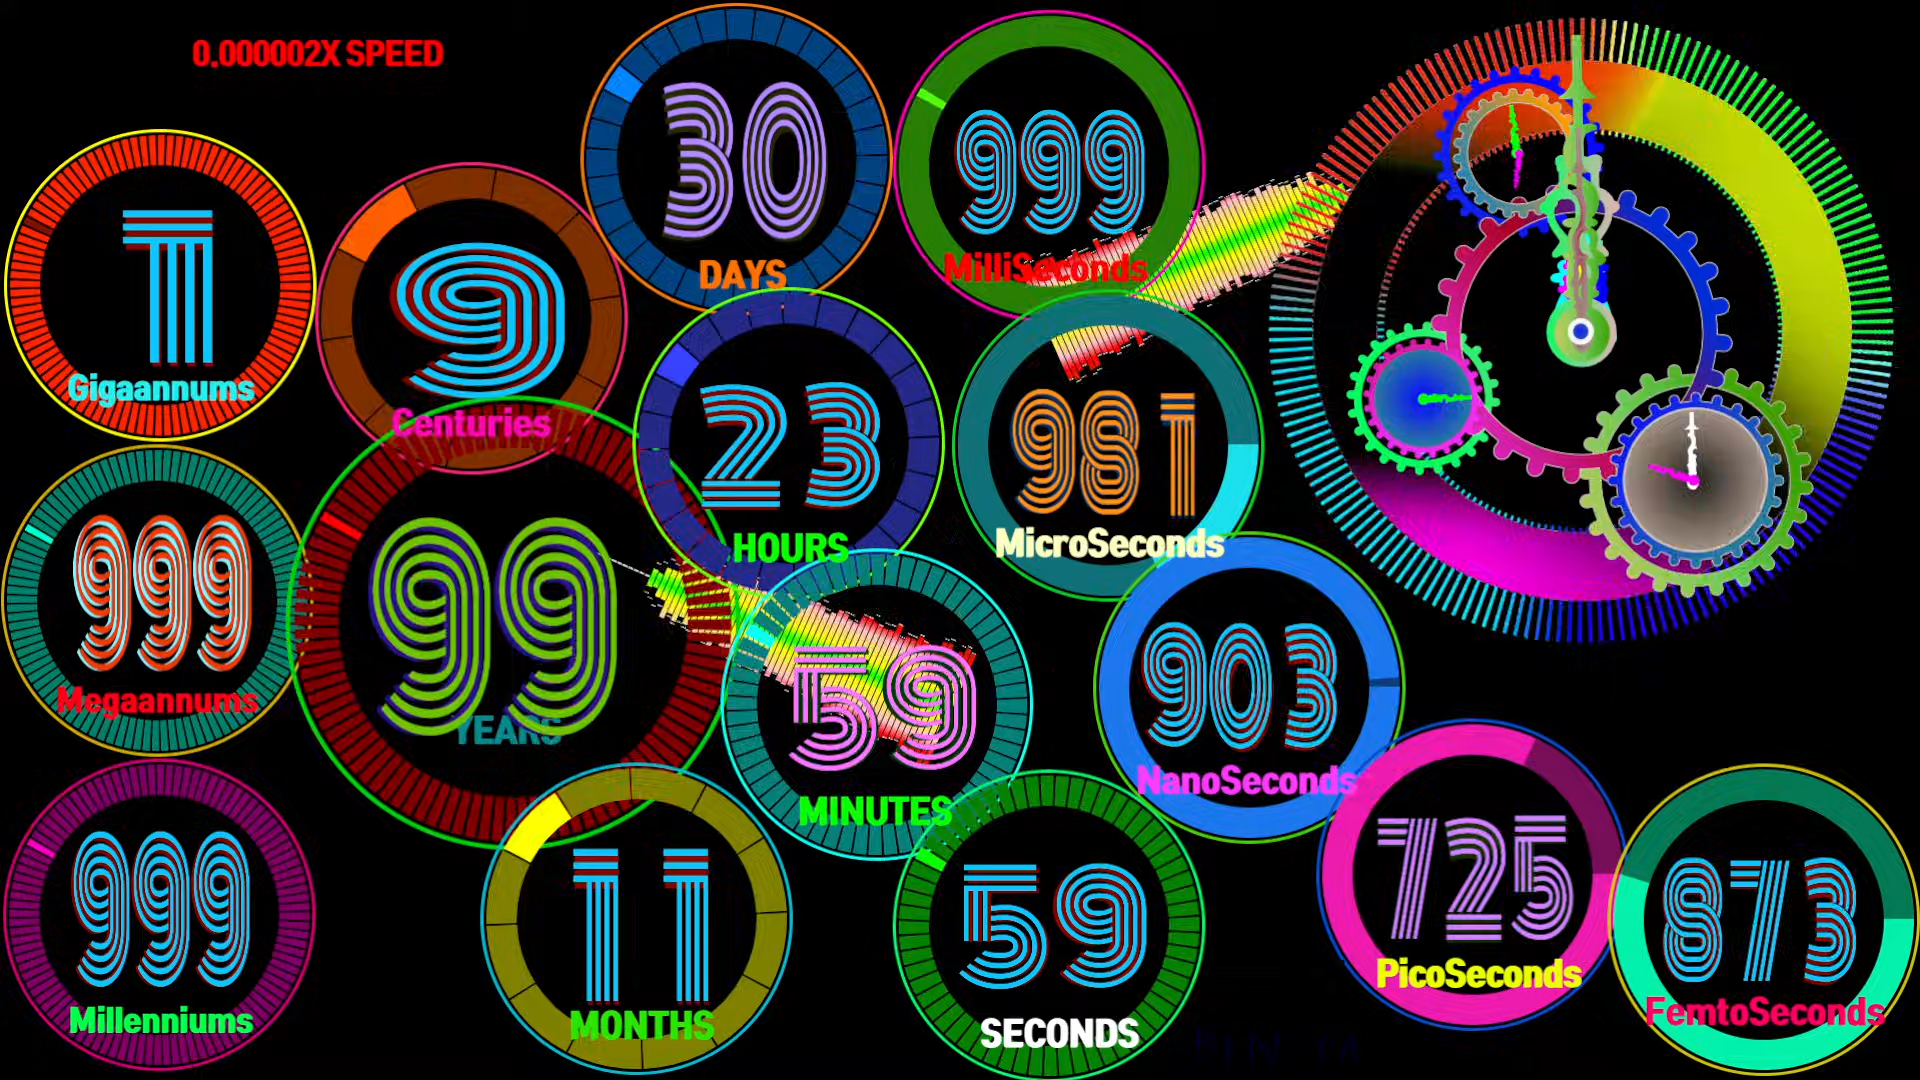 0.000002X SPEED
1
Gigaannums
9
Centuries
30
DAYS
999
MilliSeconds
999
Megaannums
99
YEARS
23
HOURS
981
MicroSeconds
59
MINUTES
903
NanoSeconds
999
Millenniums
11
MONTHS
59
SECONDS
725
PicoSeconds
873
FemtoSeconds